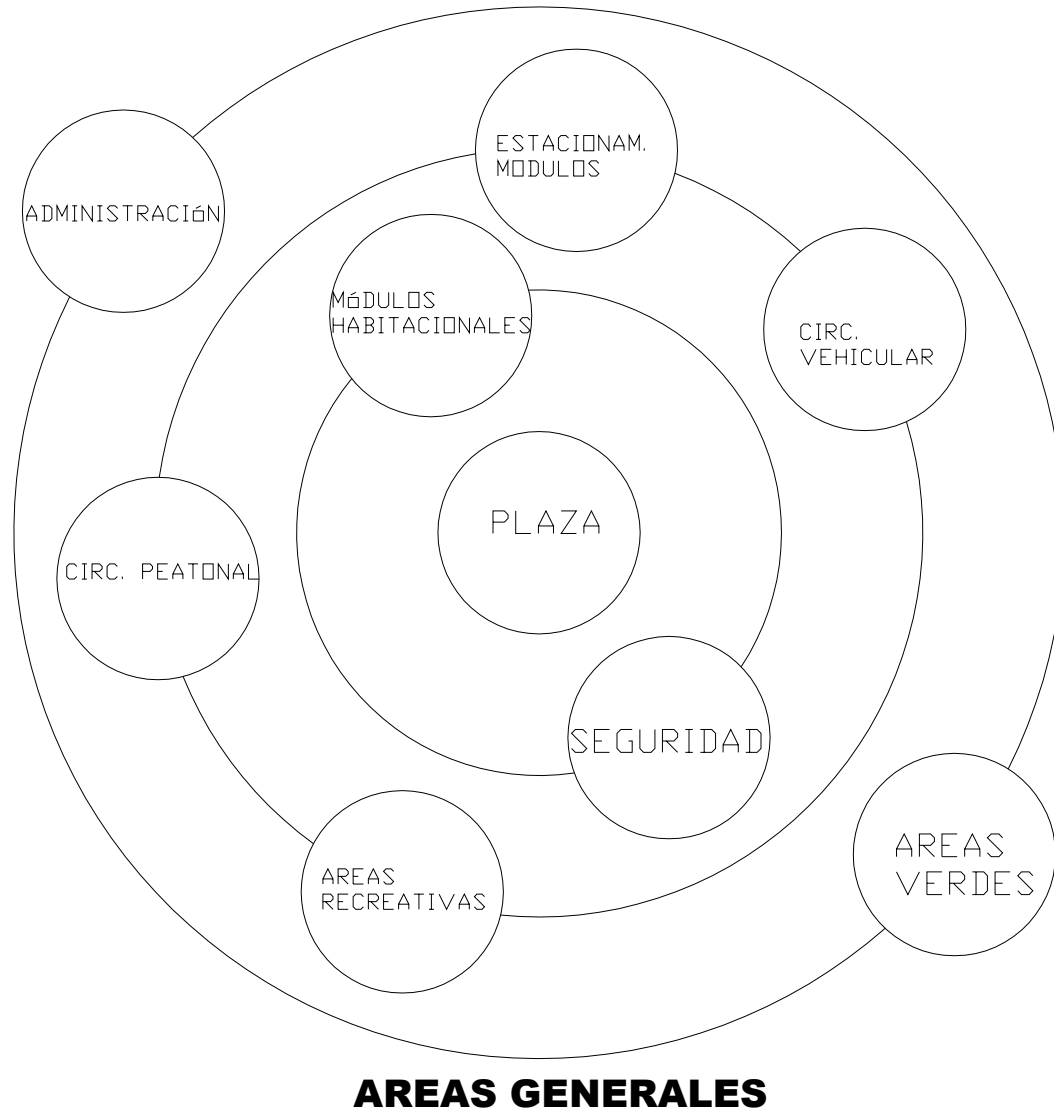 ESTACIONAM.
MODULOS
ADMINISTRACIóN
MóDULOS
HABITACIONALES
CIRC.
VEHICULAR
PLAZA
CIRC. PEATONAL
SEGURIDAD
AREAS
VERDES
AREAS
RECREATIVAS
AREAS GENERALES